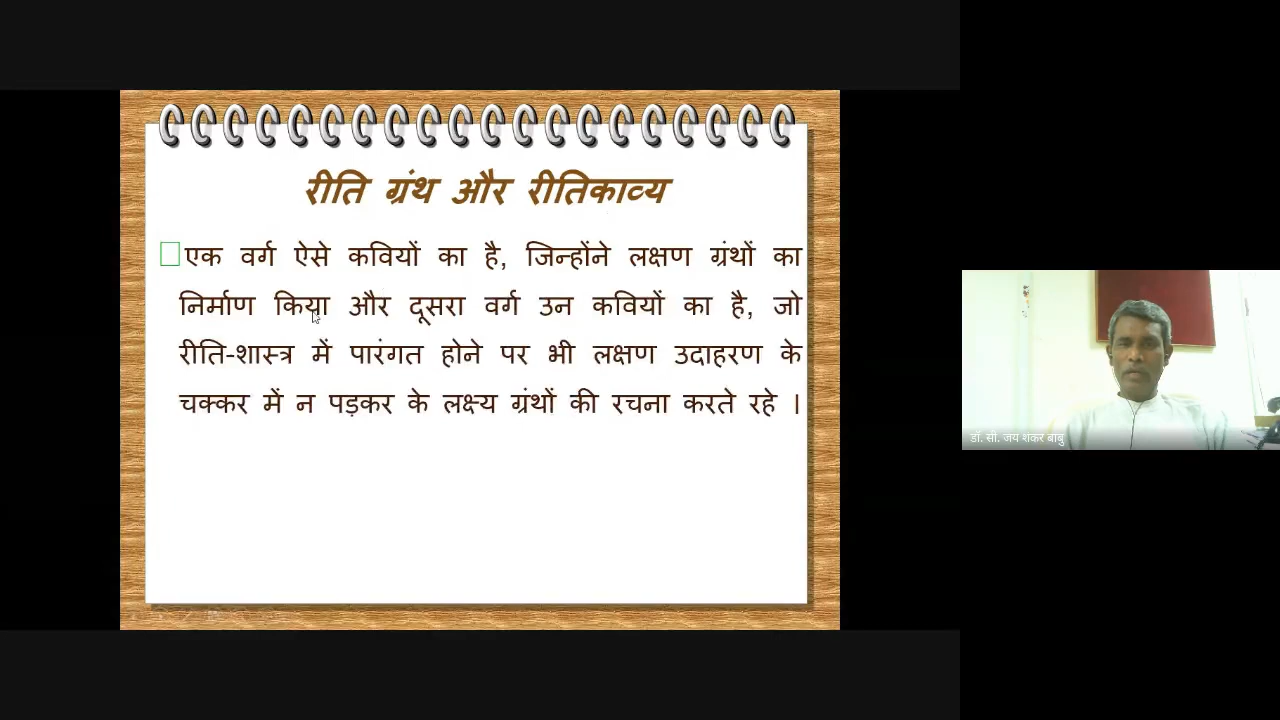 रीति ग्रंथ और रीतिकाव्य
एक वर्ग ऐसे कवियों का है, जिन्होंने लक्षण ग्रंथों का
निर्माण किया और दूसरा वर्ग उन कवियों का है, जो
रीति-शास्त्र में पारंगत होने पर भी लक्षण उदाहरण के
चक्कर में न पड़कर के लक्ष्य ग्रंथों की रचना करते रहे ।
डॉ. सी. जय शंकर बाबु